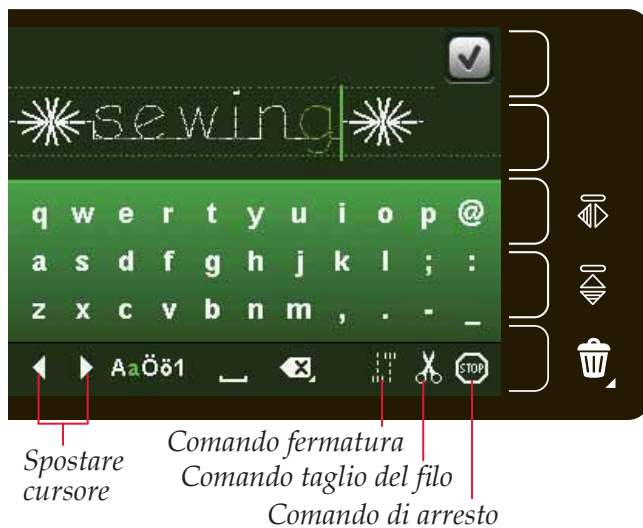 sewing
q w e r t y u i o p @
a s d f g h j k l ; :
z x c v b n m , . - _
AaÖö1 STOP
Spostare
cursore
Comando fermatura
Comando taglio del filo
Comando di arresto